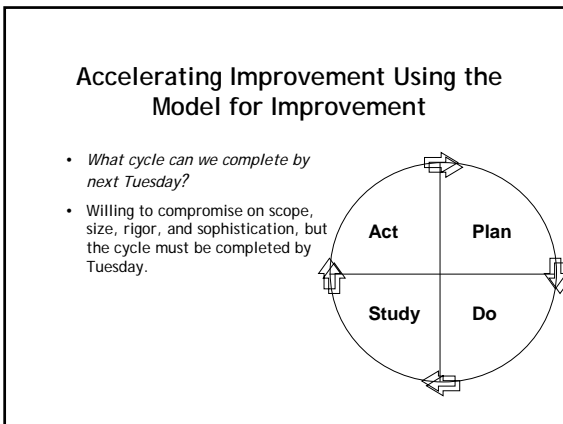 Accelerating Improvement Using the
Model for Improvement
• What cycle can we complete by
next Tuesday?
• Willing to compromise on scope,
size, rigor, and sophistication, but
the cycle must be completed by
Tuesday.
Act Plan
Study Do